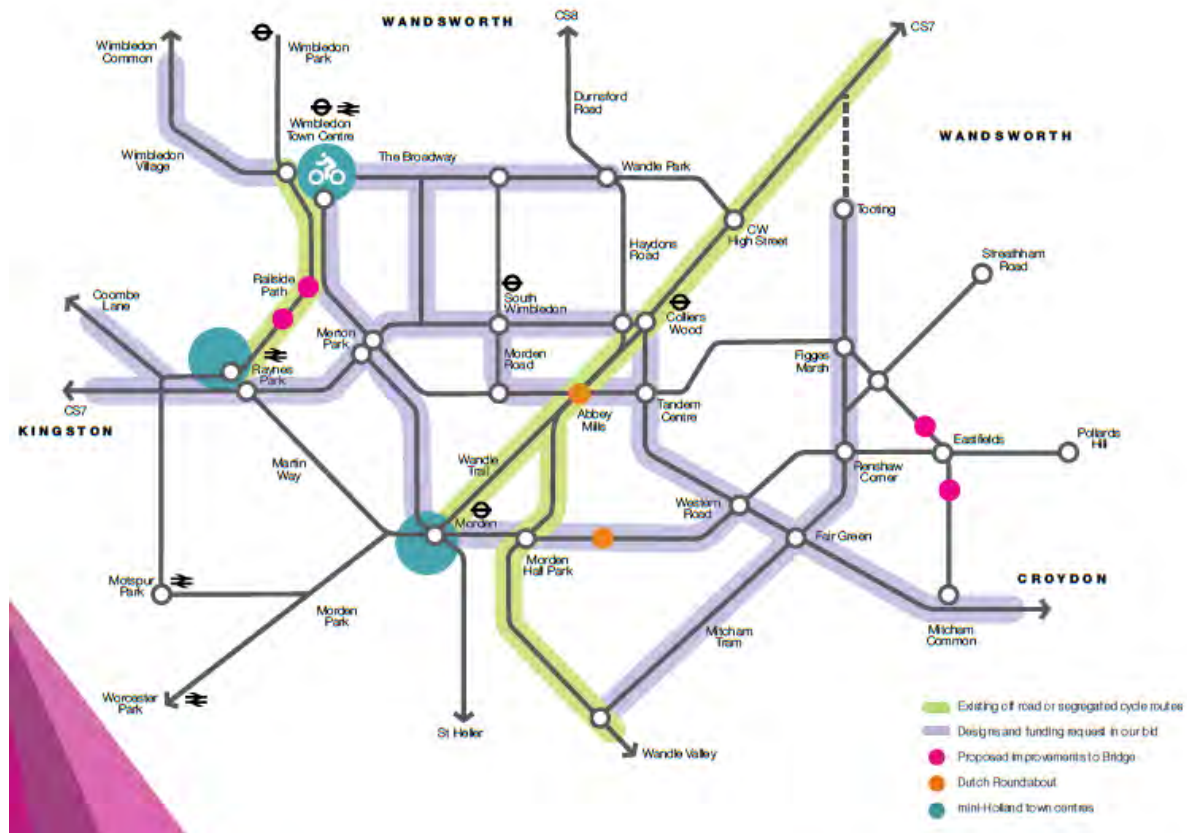 WANDSWORTH
CS8
CS7
Wimbledon
Common
Wimbledon
Park
Wimbledon
Town Centre
Durnsford
Road
WANDSWORTH
Wimbledon
Village
The Broadway
Wandle Park
Tooting
CW
High Street
Haydons
Road
Streathham
Road
Railside
Path
Coombe
Lane
South
Wimbledon
Colliers
Wood
Merton
Park
Raynes
Park
Morden
Road
Figges
Marsh
CS7
KINGSTON
Abbey
Mills
Tandem
Centre
Eastfields
Pollards
Hill
Martin
Way
Wandle
Trail
Renshaw
Corner
Western
Road
Morden
Fair Green
Morden
Hall Park
Motspur
Park
Morden
Park
CROYDON
Mitcham
Tram
Mitcham
Common
Worcester
Park
St Helier
Wandle Valley
Existing off road or segregated cycle routes
Designs and funding request in our bid
Proposed improvements to Bridge
Dutch Roundabout
mini-Holland town centres